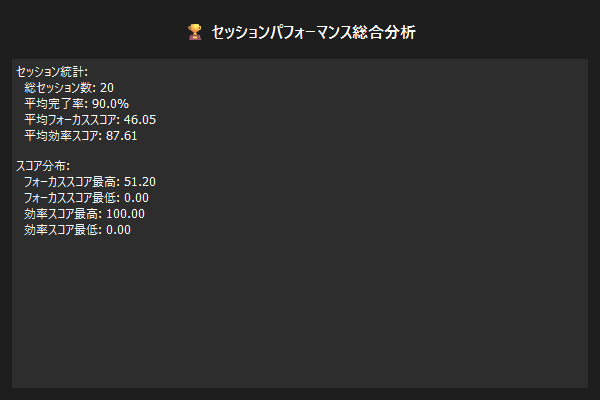 🏆 セッションパフォーマンス総合分析
セッション統計:
総セッション数: 20
平均完了率: 90.0%
平均フォーカススコア: 46.05
平均効率スコア: 87.61
スコア分布:
フォーカススコア最高: 51.20
フォーカススコア最低: 0.00
効率スコア最高: 100.00
効率スコア最低: 0.00